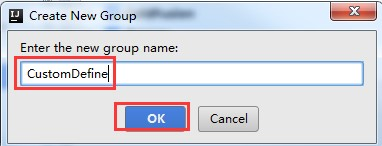 Create New Group
Enter the new group name:
CustomDefine
OK
Cancel